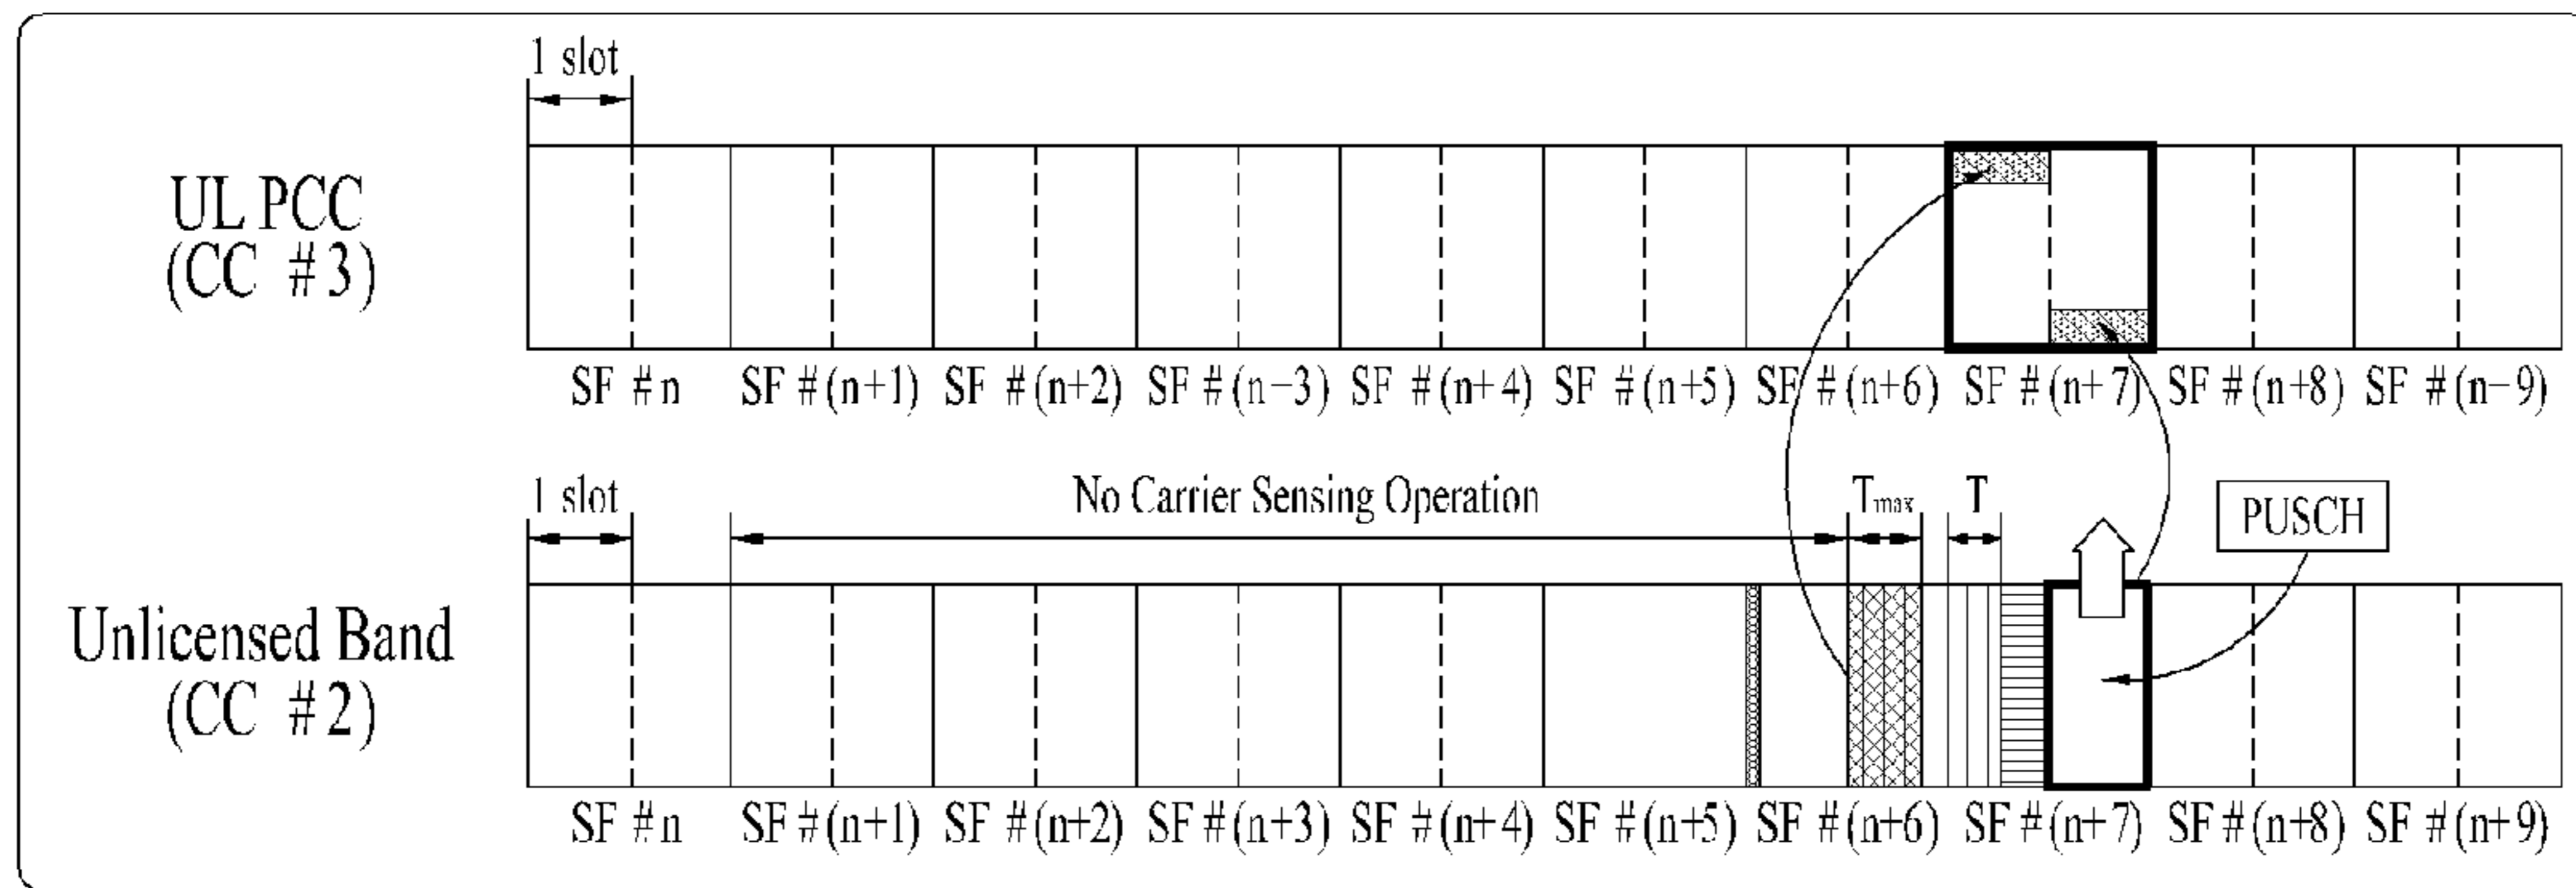 1 slot
UL PCC
(CC #3)
SF #n SF #(n+1) SF #(n+2) SF #(n−3) SF #(n+4) SF #(n+5) SF #(n+6) SF #(n+7) SF #(n+8) SF #(n−9)
1 slot No Carrier Sensing Operation Tmax T
PUSCH
Unlicensed Band
(CC #2)
SF #n SF #(n+1) SF #(n+2) SF #(n+3) SF #(n+4) SF #(n+5) SF #(n+6) SF #(n+7) SF #(n+8) SF #(n+9)